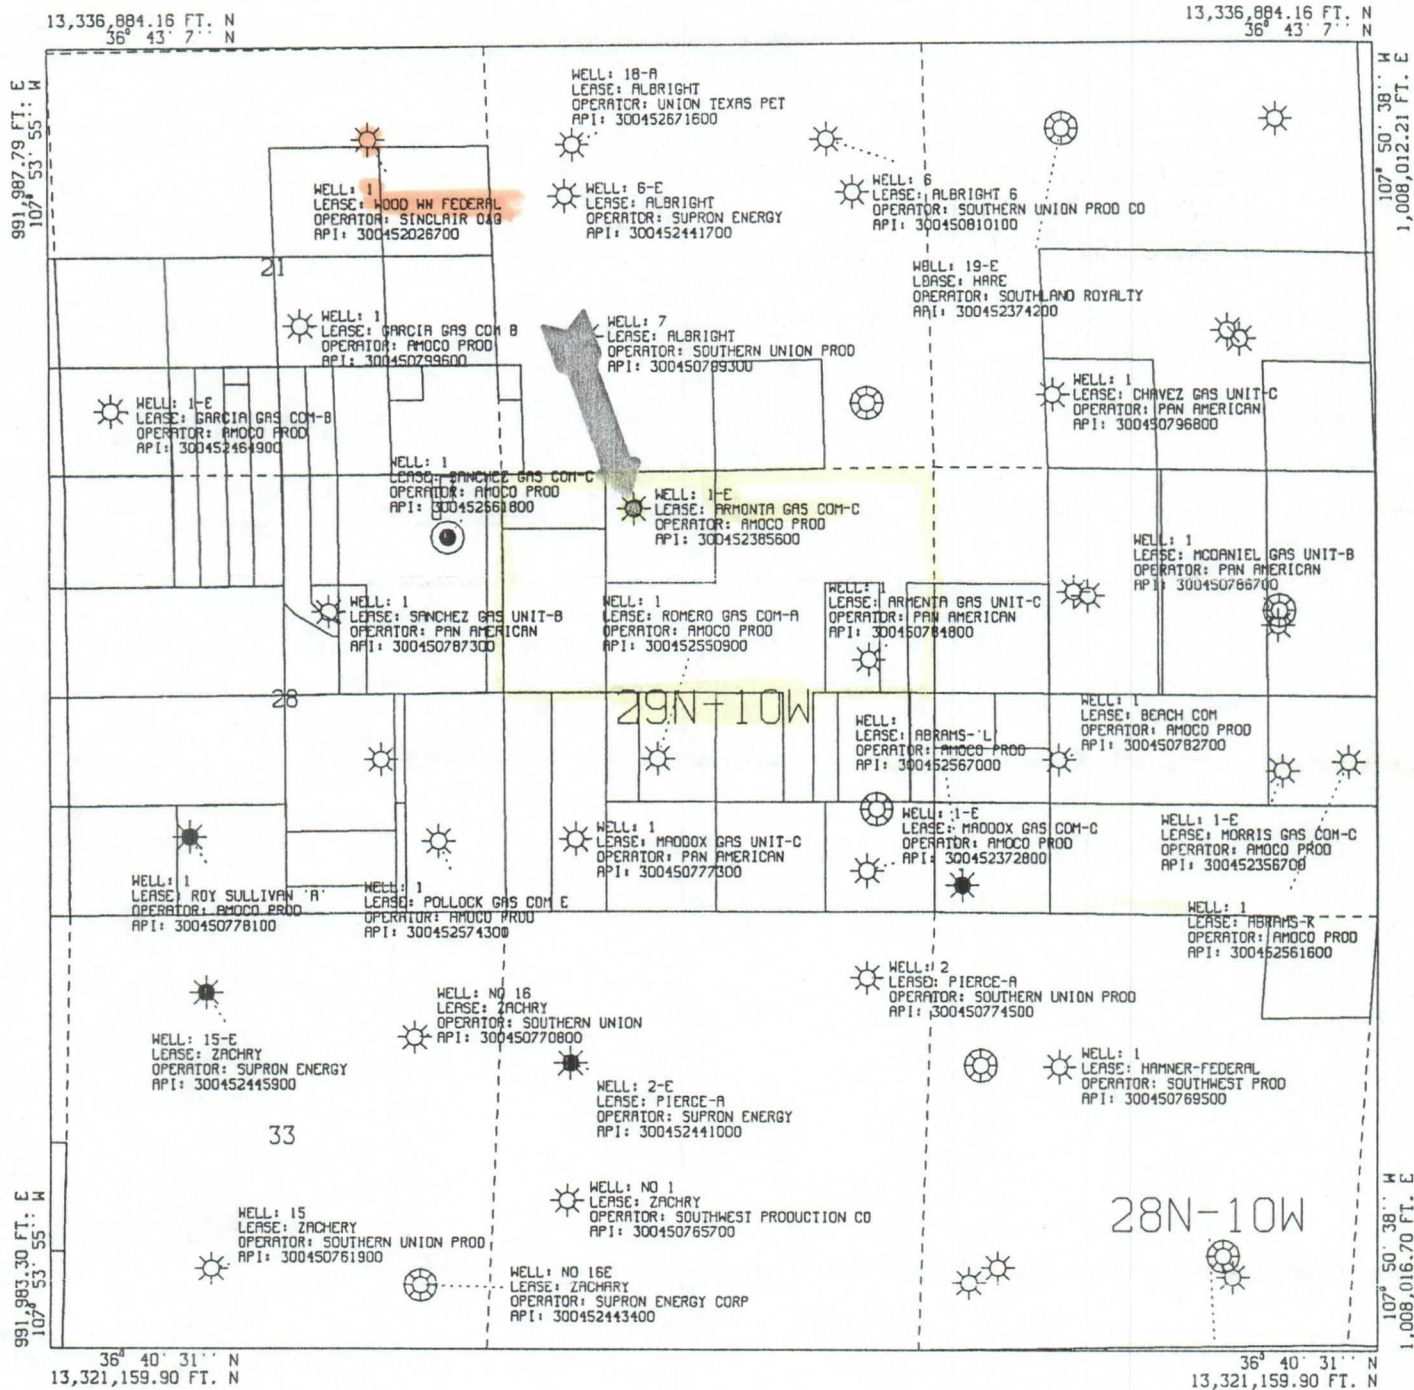 13,336,884.16 FT. N
36° 43' 7'' N
13,336,884.16 FT. N
36° 43' 7'' N
991,987.79 FT. E
107° 53' 55'' W
107° 50' 38'' W
1,008,012.21 FT. E
WELL: 18-A
LEASE: ALBRIGHT
OPERATOR: UNION TEXAS PET
API: 300452671600
WELL: 1
LEASE: WOOD WN FEDERAL
OPERATOR: SINCLAIR O&G
API: 300452026700
WELL: 6-E
LEASE: ALBRIGHT
OPERATOR: SUPRON ENERGY
API: 300452441700
WELL: 6
LEASE: ALBRIGHT 6
OPERATOR: SOUTHERN UNION PROD CO
API: 300450810100
21
WELL: 19-E
LEASE: HARE
OPERATOR: SOUTHLAND ROYALTY
API: 300452374200
WELL: 1
LEASE: GARCIA GAS COM B
OPERATOR: AMOCO PROD
API: 300450799600
WELL: 7
LEASE: ALBRIGHT
OPERATOR: SOUTHERN UNION PROD
API: 300450799300
WELL: 1
LEASE: CHAVEZ GAS UNIT-C
OPERATOR: PAN AMERICAN
API: 300450796800
WELL: 1-E
LEASE: GARCIA GAS COM-B
OPERATOR: AMOCO PROD
API: 300452464900
WELL: 1
LEASE: SANCHEZ GAS COM-C
OPERATOR: AMOCO PROD
API: 300452561800
WELL: 1-E
LEASE: ARMONTA GAS COM-C
OPERATOR: AMOCO PROD
API: 300452385600
WELL: 1
LEASE: MCDANIEL GAS UNIT-B
OPERATOR: PAN AMERICAN
API: 300450786700
WELL: 1
LEASE: SANCHEZ GAS UNIT-B
OPERATOR: PAN AMERICAN
API: 300450787300
WELL: 1
LEASE: ROMERO GAS COM-A
OPERATOR: AMOCO PROD
API: 300452550900
WELL: 1
LEASE: ARMENTA GAS UNIT-C
OPERATOR: PAN AMERICAN
API: 300450784800
28
29N-10W
WELL:
LEASE: ABRAMS-'L'
OPERATOR: AMOCO PROD
API: 300452567000
WELL: 1
LEASE: BEACH COM
OPERATOR: AMOCO PROD
API: 300450782700
WELL: 1
LEASE: ROY SULLIVAN 'A'
OPERATOR: AMOCO PROD
API: 300450778100
WELL: 1
LEASE: POLLOCK GAS COM E
OPERATOR: AMOCO PROD
API: 300452574300
WELL: 1
LEASE: MADDOX GAS UNIT-C
OPERATOR: PAN AMERICAN
API: 300450777300
WELL: 1-E
LEASE: MADDOX GAS COM-C
OPERATOR: AMOCO PROD
API: 300452372800
WELL: 1-E
LEASE: MORRIS GAS COM-C
OPERATOR: AMOCO PROD
API: 300452356700
WELL: 1
LEASE: ABRAMS-K
OPERATOR: AMOCO PROD
API: 300452561600
WELL: 2
LEASE: PIERCE-A
OPERATOR: SOUTHERN UNION PROD
API: 300450774500
WELL: NO 16
LEASE: ZACHRY
OPERATOR: SOUTHERN UNION
API: 300450770800
WELL: 15-E
LEASE: ZACHRY
OPERATOR: SUPRON ENERGY
API: 300452445900
WELL: 2-E
LEASE: PIERCE-A
OPERATOR: SUPRON ENERGY
API: 300452441000
WELL: 1
LEASE: HAMNER-FEDERAL
OPERATOR: SOUTHWEST PROD
API: 300450769500
33
WELL: NO 1
LEASE: ZACHRY
OPERATOR: SOUTHWEST PRODUCTION CO
API: 300450765700
28N-10W
WELL: 15
LEASE: ZACHERY
OPERATOR: SOUTHERN UNION PROD
API: 300450761900
WELL: NO 16E
LEASE: ZACHARY
OPERATOR: SUPRON ENERGY CORP
API: 300452443400
991,983.30 FT. E
107° 53' 55'' W
107° 50' 38'' W
1,008,016.70 FT. E
36° 40' 31'' N
13,321,159.90 FT. N
36° 40' 31'' N
13,321,159.90 FT. N